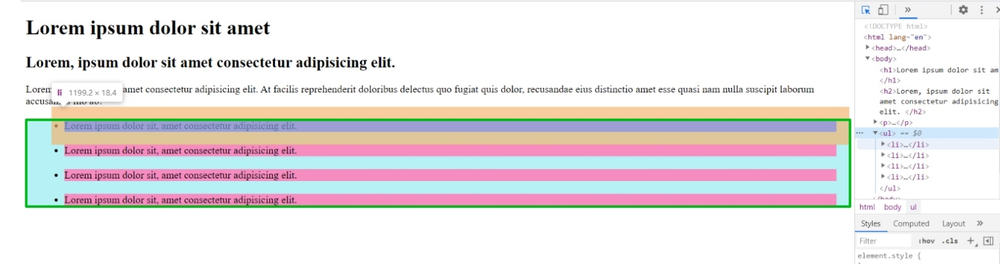 Lorem ipsum dolor sit amet
Lorem, ipsum dolor sit amet consectetur adipisicing elit.
Lorem amet consectetur adipisicing elit. At facilis reprehenderit doloribus delectus quo fugiat quis dolor, recusandae eius distinctio amet esse quasi nam nulla suscipit laborum
li 1199.2 × 18.4
• Lorem ipsum dolor sit, amet consectetur adipisicing elit.
• Lorem ipsum dolor sit, amet consectetur adipisicing elit.
• Lorem ipsum dolor sit, amet consectetur adipisicing elit.
• Lorem ipsum dolor sit, amet consectetur adipisicing elit.
<!DOCTYPE html>
<html lang="en">
<head>…</head>
<body>
<h1>Lorem ipsum dolor sit am
</h1>
<h2>Lorem, ipsum dolor sit
amet consectetur adipisicing
elit. </h2>
<p>…</p>
… <ul> == $0
<li>…</li>
<li>…</li>
<li>…</li>
<li>…</li>
</ul>
</body>
html body ul
Styles Computed Layout »
Filter :hov .cls +
element.style {